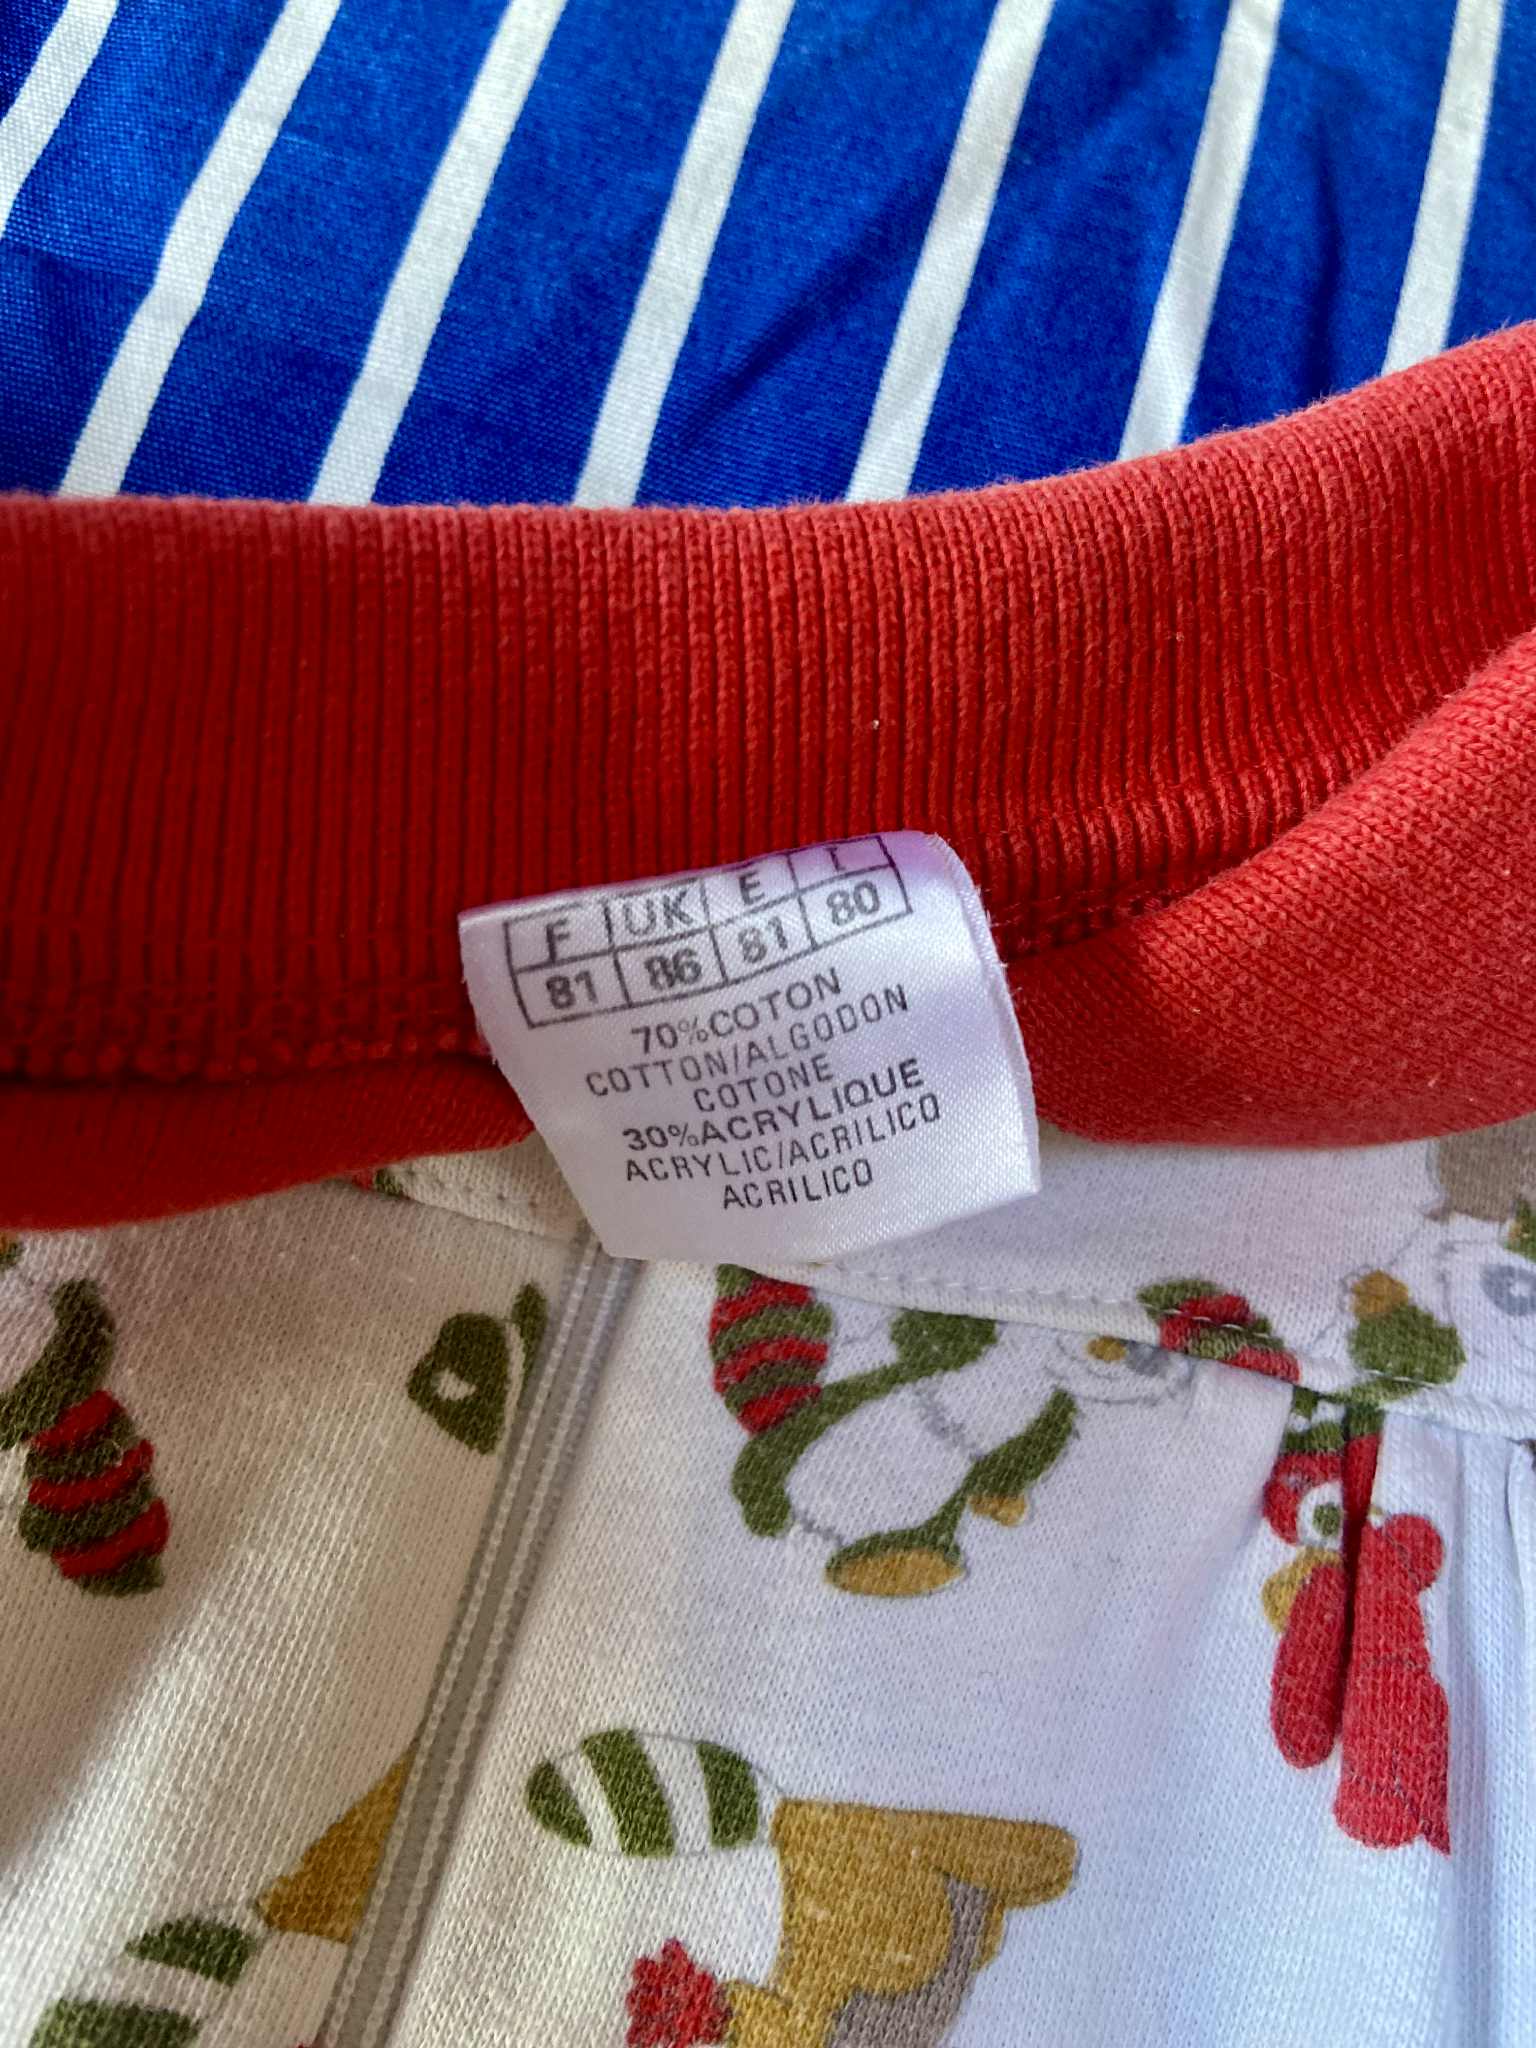 F UK E I
81 86 81 80
70%COTON
COTTON/ALGODON
COTONE
30%ACRYLIQUE
ACRYLIC/ACRILICO
ACRILICO